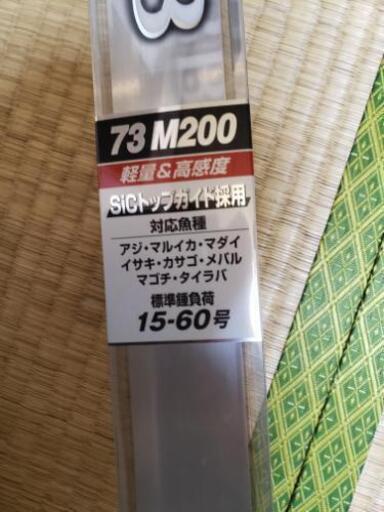 73 M200
軽量&高感度
SiCトップガイド採用
対応魚種
アジ・マルイカ・マダイ
イサキ・カサゴ・メバル
マゴチ・タイラバ
標準錘負荷
15-60号